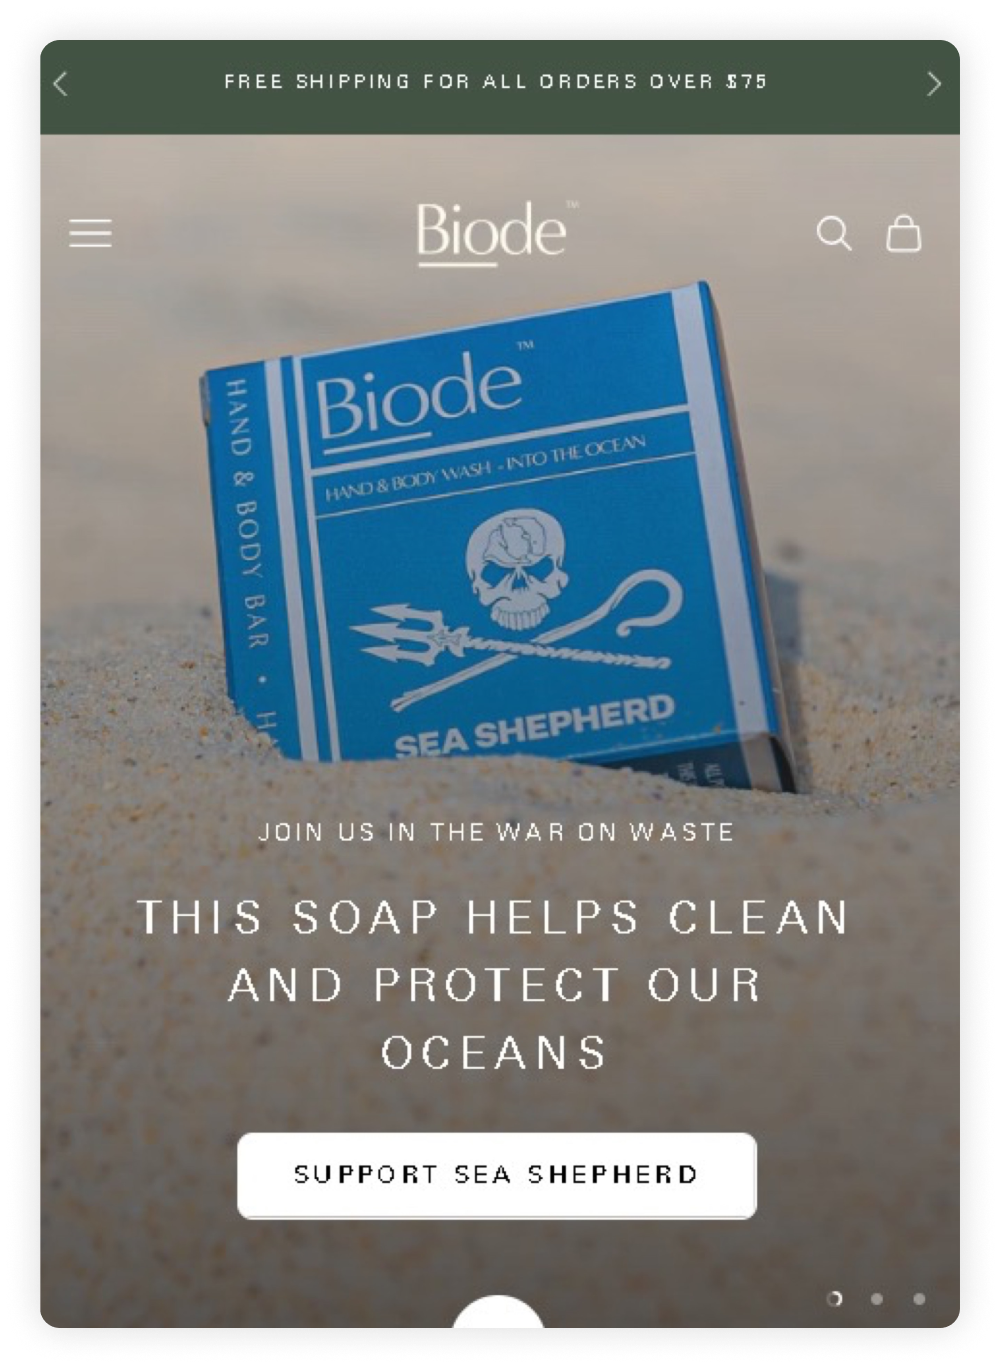 FREE SHIPPING FOR ALL ORDERS OVER $75
Biode™
Biode™
HAND & BODY WASH - INTO THE OCEAN
HAND & BODY BAR • HA
SEA SHEPHERD
JOIN US IN THE WAR ON WASTE
THIS SOAP HELPS CLEAN
AND PROTECT OUR
OCEANS
SUPPORT SEA SHEPHERD